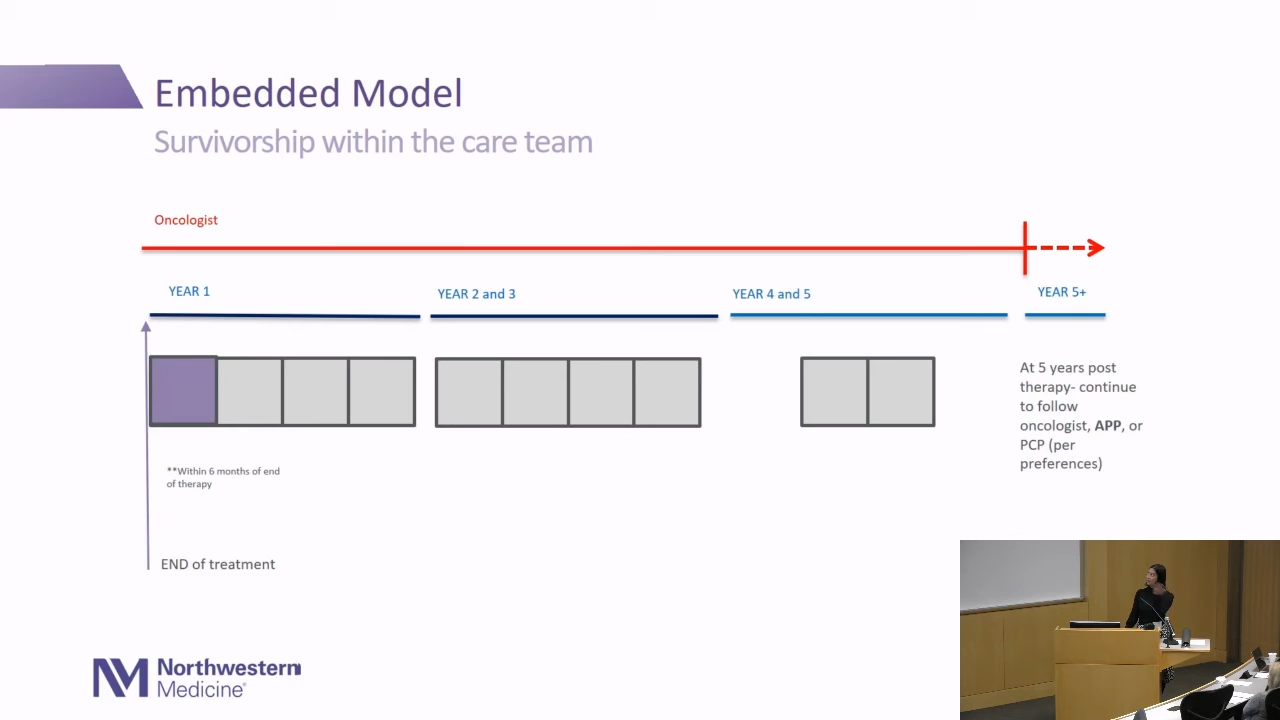 Embedded Model
Survivorship within the care team
Oncologist
YEAR 1
YEAR 2 and 3
YEAR 4 and 5
YEAR 5+
At 5 years post
therapy- continue
to follow
oncologist, APP, or
PCP (per
preferences)
**Within 6 months of end
of therapy
END of treatment
NM Northwestern
Medicine®